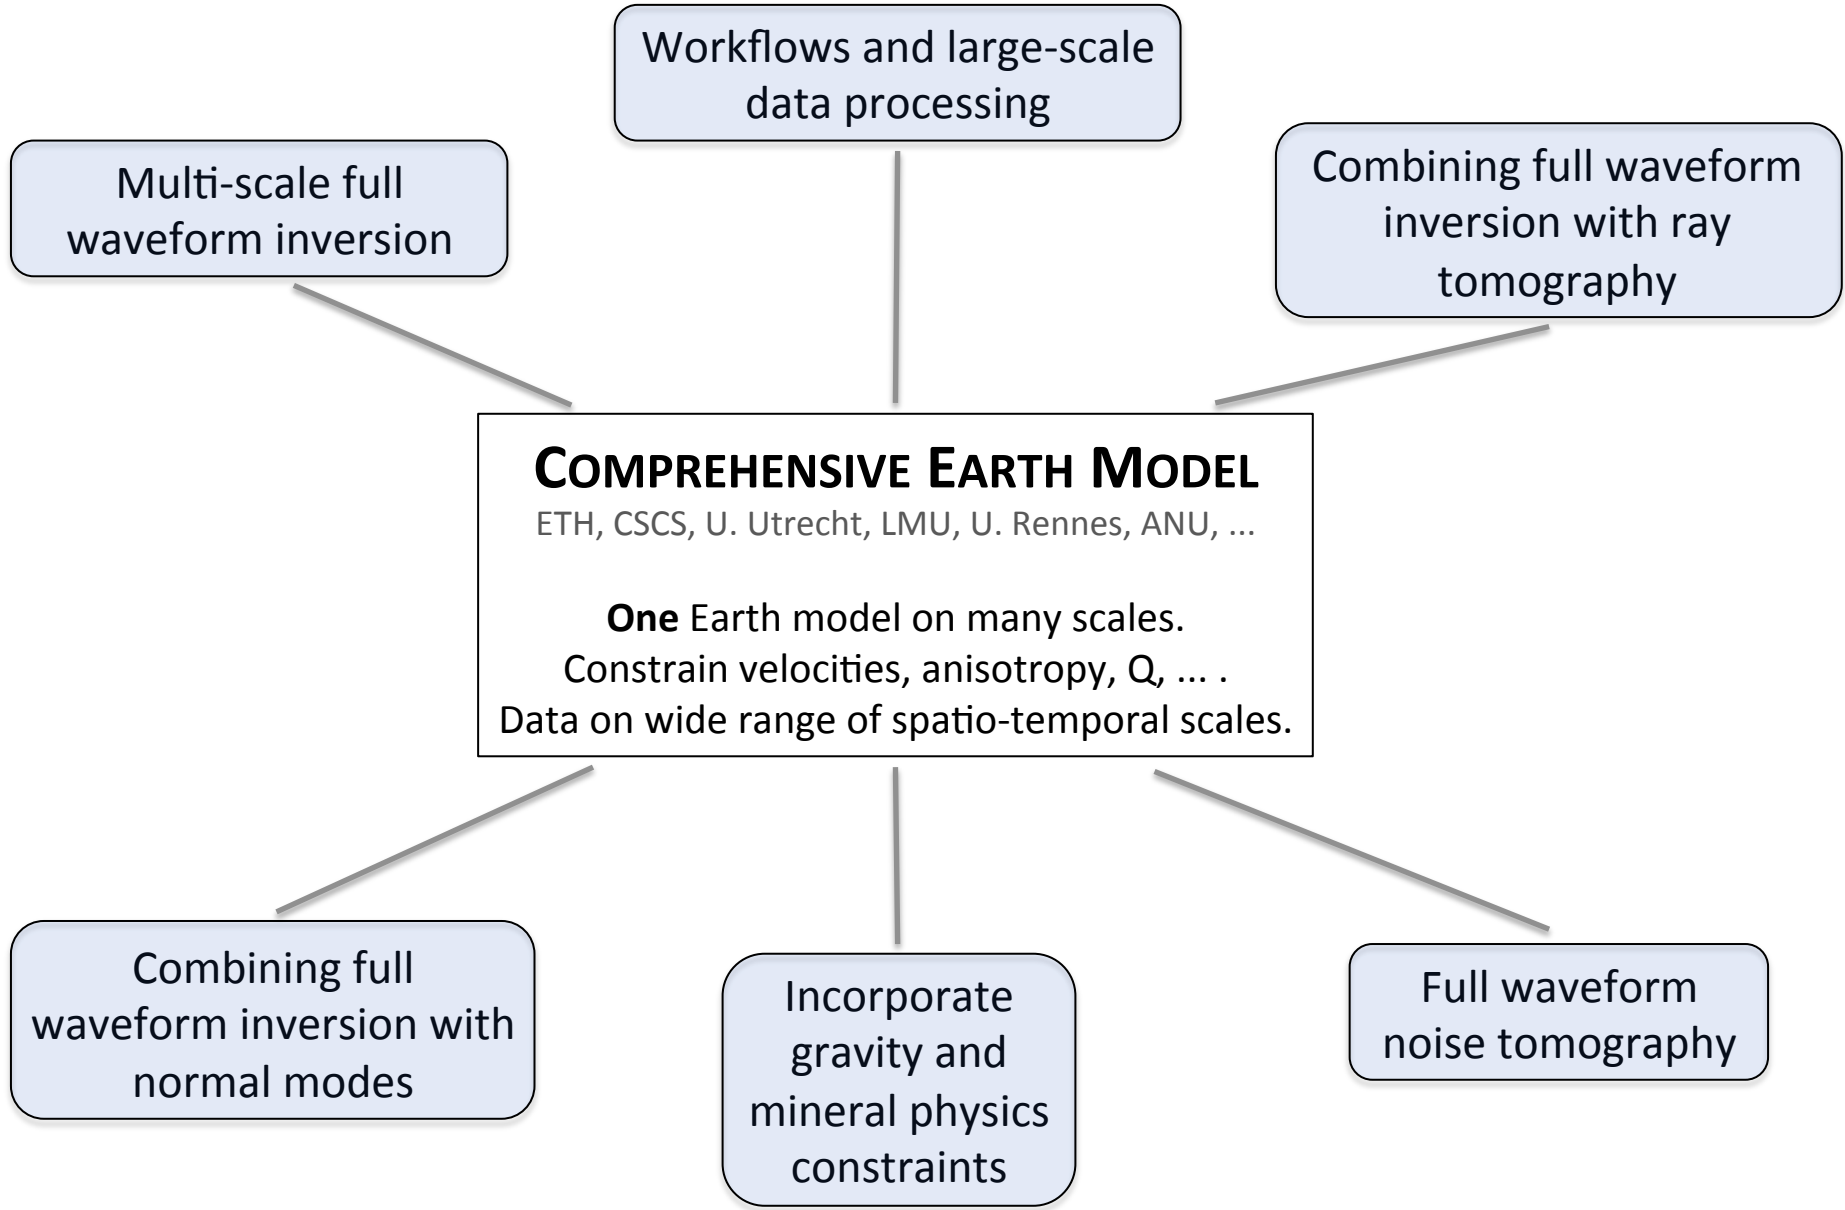 Workflows and large-scale
data processing
Multi-scale full
waveform inversion
Combining full waveform
inversion with ray
tomography
COMPREHENSIVE EARTH MODEL
ETH, CSCS, U. Utrecht, LMU, U. Rennes, ANU, ...
One Earth model on many scales.
Constrain velocities, anisotropy, Q, ... .
Data on wide range of spatio-temporal scales.
Combining full
waveform inversion with
normal modes
Incorporate
gravity and
mineral physics
constraints
Full waveform
noise tomography